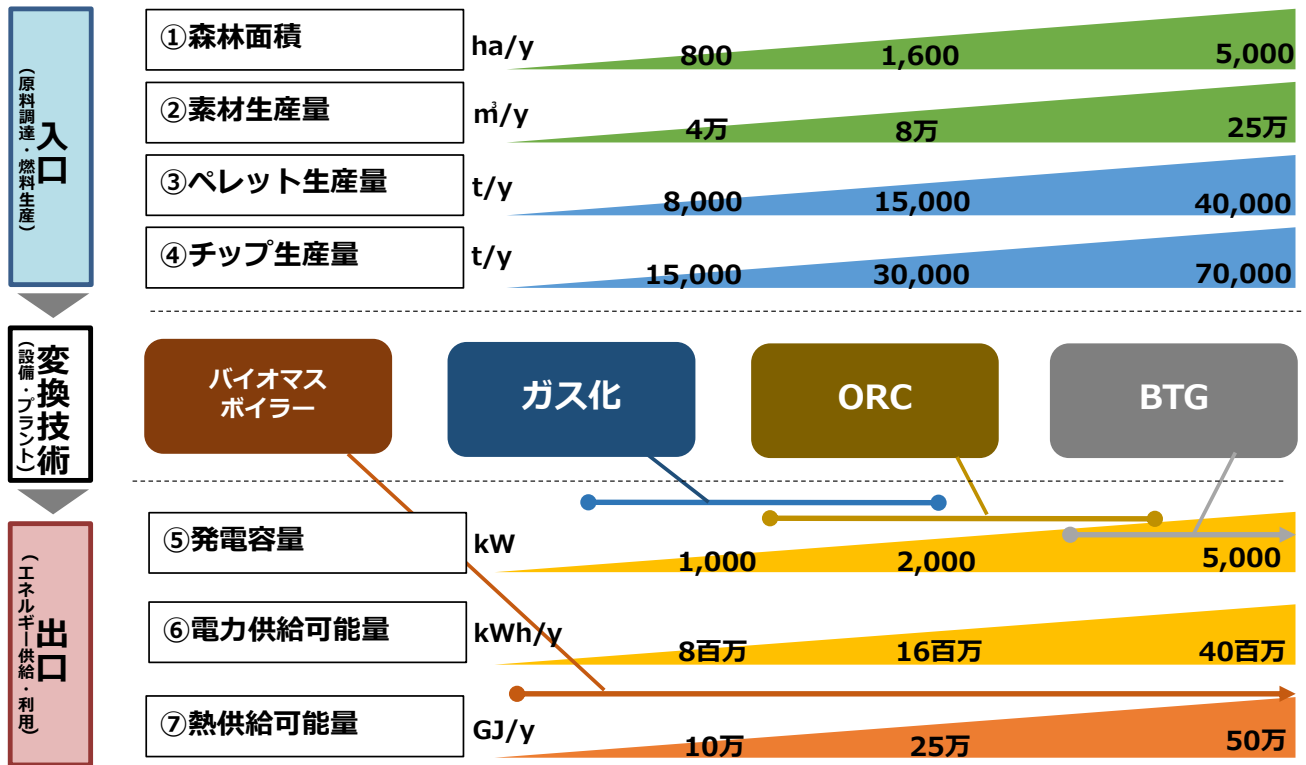 入口
（原料調達・燃料生産）
①森林面積
ha/y
800
1,600
5,000
②素材生産量
㎥/y
4万
8万
25万
③ペレット生産量
t/y
8,000
15,000
40,000
④チップ生産量
t/y
15,000
30,000
70,000
変換技術
（設備・プラント）
バイオマス
ボイラー
ガス化
ORC
BTG
出口
（エネルギー供給・利用）
⑤発電容量
kW
1,000
2,000
5,000
⑥電力供給可能量
kWh/y
8百万
16百万
40百万
⑦熱供給可能量
GJ/y
10万
25万
50万